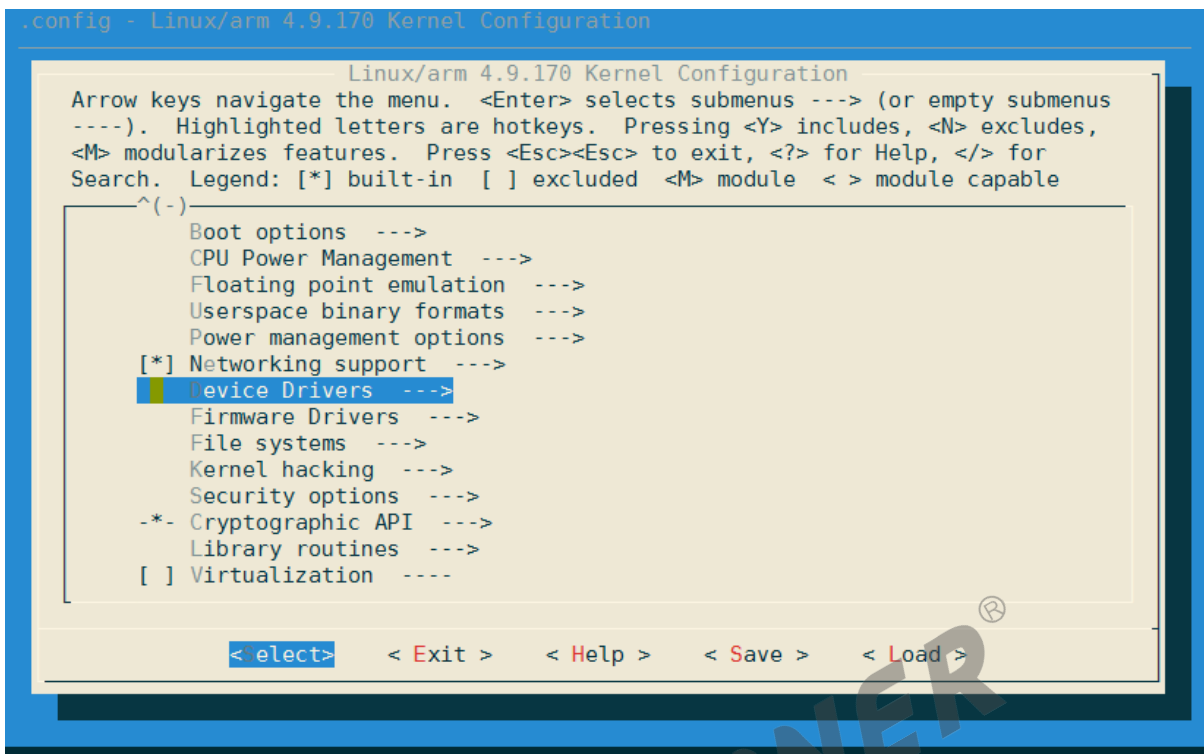 .config - Linux/arm 4.9.170 Kernel Configuration
Linux/arm 4.9.170 Kernel Configuration
Arrow keys navigate the menu.  <Enter> selects submenus ---> (or empty submenus
----).  Highlighted letters are hotkeys.  Pressing <Y> includes, <N> excludes,
<M> modularizes features.  Press <Esc><Esc> to exit, <?> for Help, </> for
Search.  Legend: [*] built-in  [ ] excluded  <M> module  < > module capable
^(-)
Boot options  --->
CPU Power Management  --->
Floating point emulation  --->
Userspace binary formats  --->
Power management options  --->
[*] Networking support  --->
Device Drivers  --->
Firmware Drivers  --->
File systems  --->
Kernel hacking  --->
Security options  --->
-*- Cryptographic API  --->
Library routines  --->
[ ] Virtualization  ----
<Select>    < Exit >    < Help >    < Save >    < Load >
NER®